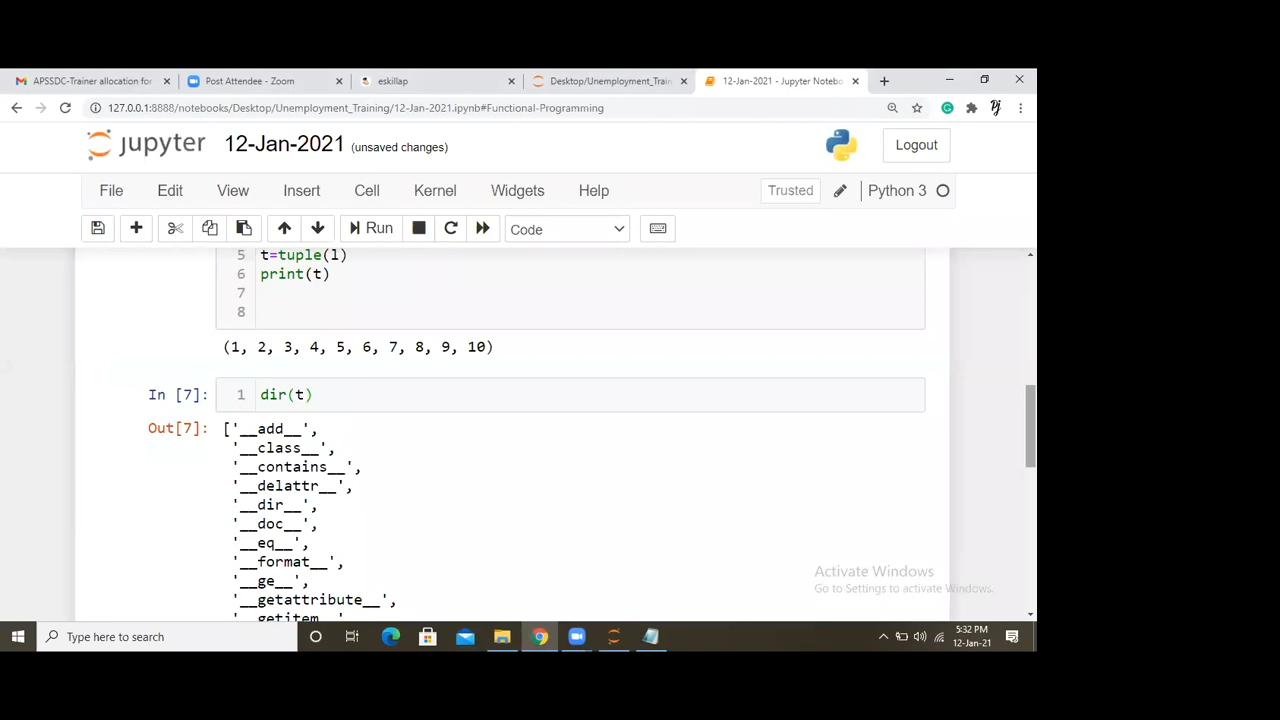 APSSDC-Trainer allocation for
Post Attendee - Zoom
eskillap
Desktop/Unemployment_Train
12-Jan-2021 - Jupyter Notebo
127.0.0.1:8888/notebooks/Desktop/Unemployment_Training/12-Jan-2021.ipynb#Functional-Programming
jupyter 12-Jan-2021 (unsaved changes)
Logout
File Edit View Insert Cell Kernel Widgets Help
Trusted Python 3
Run Code
5 t=tuple(l)
6 print(t)
7
8
(1, 2, 3, 4, 5, 6, 7, 8, 9, 10)
In [7]: 1 dir(t)
Out[7]: ['__add__',
'__class__',
'__contains__',
'__delattr__',
'__dir__',
'__doc__',
'__eq__',
'__format__',
'__ge__',
'__getattribute__',
'__getitem__'
Activate Windows
Go to Settings to activate Windows.
Type here to search
5:32 PM
12-Jan-21